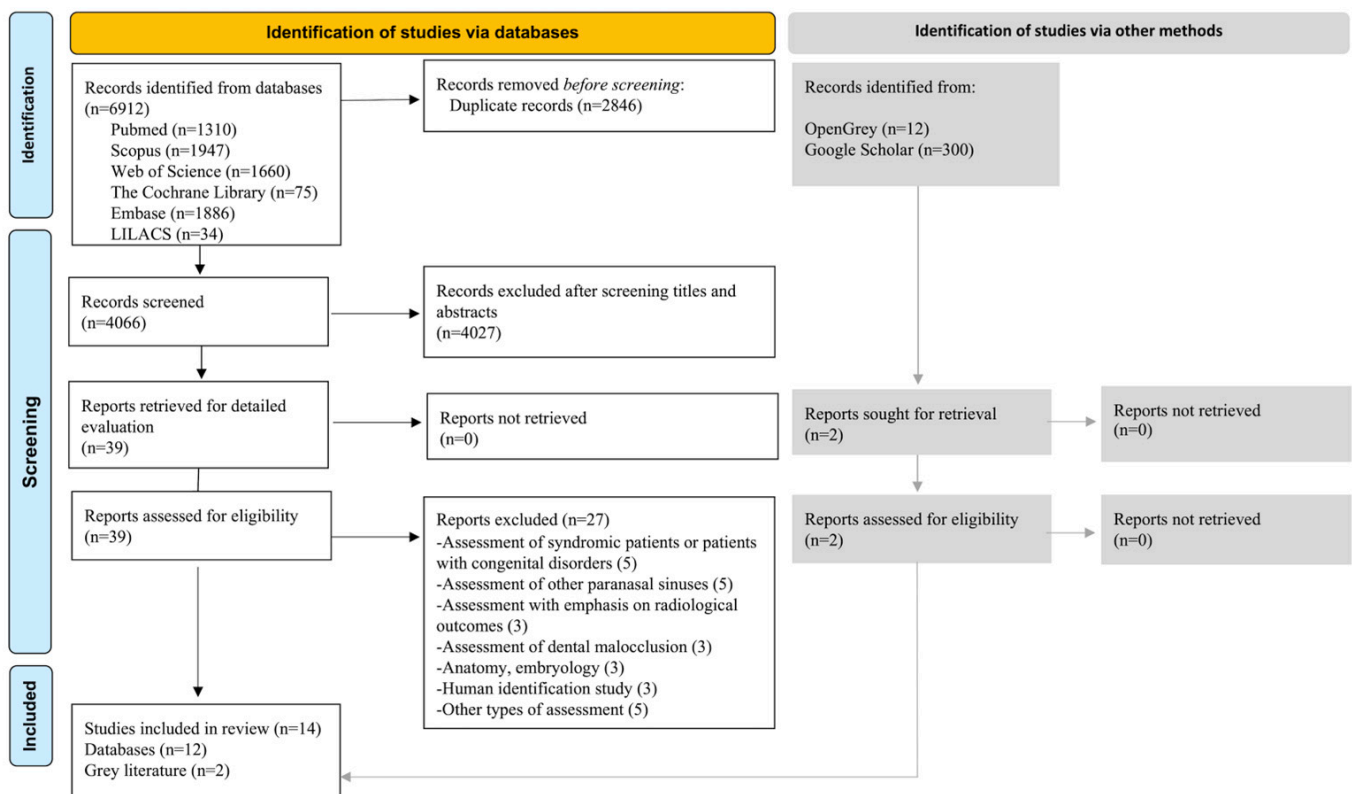 Identification of studies via databases
Identification of studies via other methods
Identification
Records identified from databases
(n=6912)
Pubmed (n=1310)
Scopus (n=1947)
Web of Science (n=1660)
The Cochrane Library (n=75)
Embase (n=1886)
LILACS (n=34)
Records removed before screening:
Duplicate records (n=2846)
Records identified from:
OpenGrey (n=12)
Google Scholar (n=300)
Screening
Records screened
(n=4066)
Records excluded after screening titles and
abstracts
(n=4027)
Reports retrieved for detailed
evaluation
(n=39)
Reports not retrieved
(n=0)
Reports sought for retrieval
(n=2)
Reports not retrieved
(n=0)
Reports assessed for eligibility
(n=39)
Reports excluded (n=27)
-Assessment of syndromic patients or patients
with congenital disorders (5)
-Assessment of other paranasal sinuses (5)
-Assessment with emphasis on radiological
outcomes (3)
-Assessment of dental malocclusion (3)
-Anatomy, embryology (3)
-Human identification study (3)
-Other types of assessment (5)
Reports assessed for eligibility
(n=2)
Reports not retrieved
(n=0)
Included
Studies included in review (n=14)
Databases (n=12)
Grey literature (n=2)